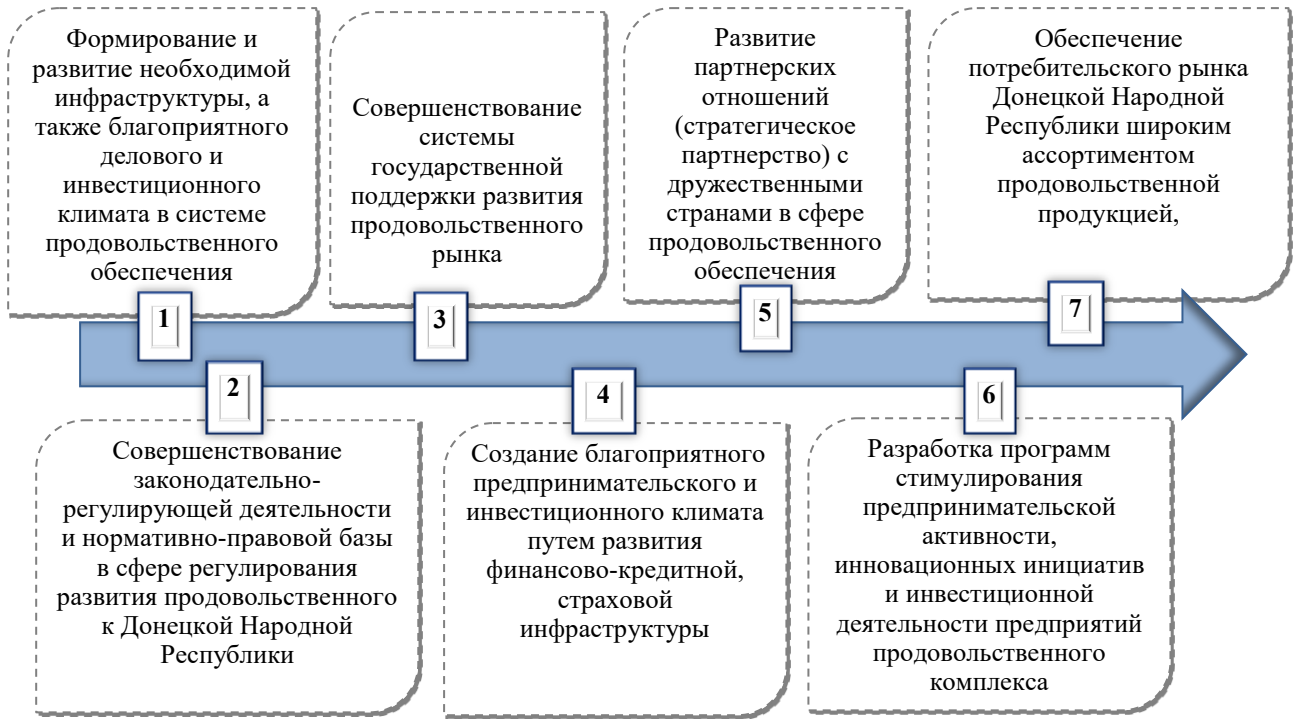 Формирование и
развитие необходимой
инфраструктуры, а
также благоприятного
делового и
инвестиционного
климата в системе
продовольственного
обеспечения
1
Совершенствование
законодательно-
регулирующей деятельности
и нормативно-правовой базы
в сфере регулирования
развития продовольственного
к Донецкой Народной
Республики
2
Совершенствование
системы
государственной
поддержки развития
продовольственного
рынка
3
Создание благоприятного
предпринимательского и
инвестиционного климата
путем развития
финансово-кредитной,
страховой
инфраструктуры
4
Развитие
партнерских
отношений
(стратегическое
партнерство) с
дружественными
странами в сфере
продовольственного
обеспечения
5
Разработка программ
стимулирования
предпринимательской
активности,
инновационных инициатив
и инвестиционной
деятельности предприятий
продовольственного
комплекса
6
Обеспечение
потребительского рынка
Донецкой Народной
Республики широким
ассортиментом
продовольственной
продукцией,
7